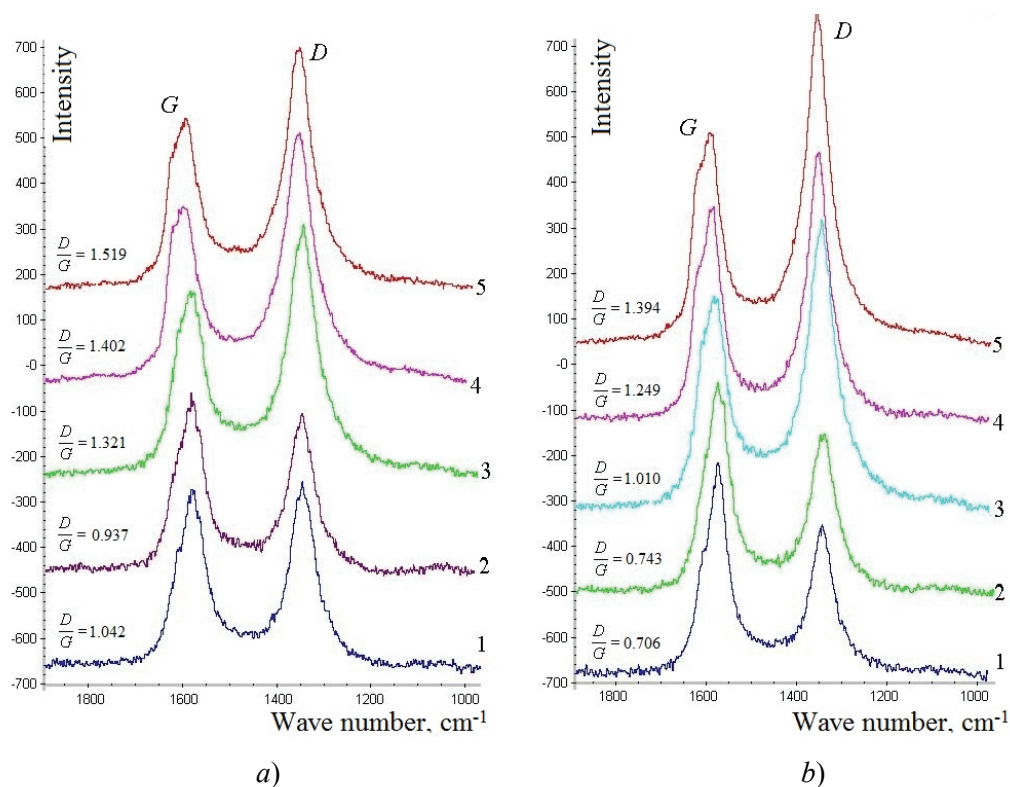 Intensity
700
600
500
400
300
200
100
-0
-100
-200
-300
-400
-500
-600
-700
G
D
D/G = 1.519
5
D/G = 1.402
4
D/G = 1.321
3
D/G = 0.937
2
D/G = 1.042
1
1800 1600 1400 1200 1000
Wave number, cm-1
a)
Intensity
700
600
500
400
300
200
100
-0
-100
-200
-300
-400
-500
-600
-700
G
D
D/G = 1.394
5
D/G = 1.249
4
D/G = 1.010
3
D/G = 0.743
2
D/G = 0.706
1
1800 1600 1400 1200 1000
Wave number, cm-1
b)